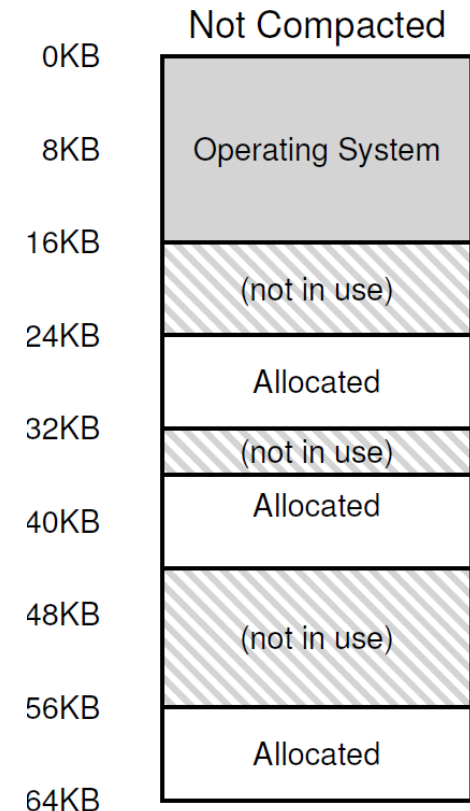 Not Compacted
0KB
8KB
Operating System
16KB
(not in use)
24KB
Allocated
32KB
(not in use)
Allocated
40KB
48KB
(not in use)
56KB
Allocated
64KB